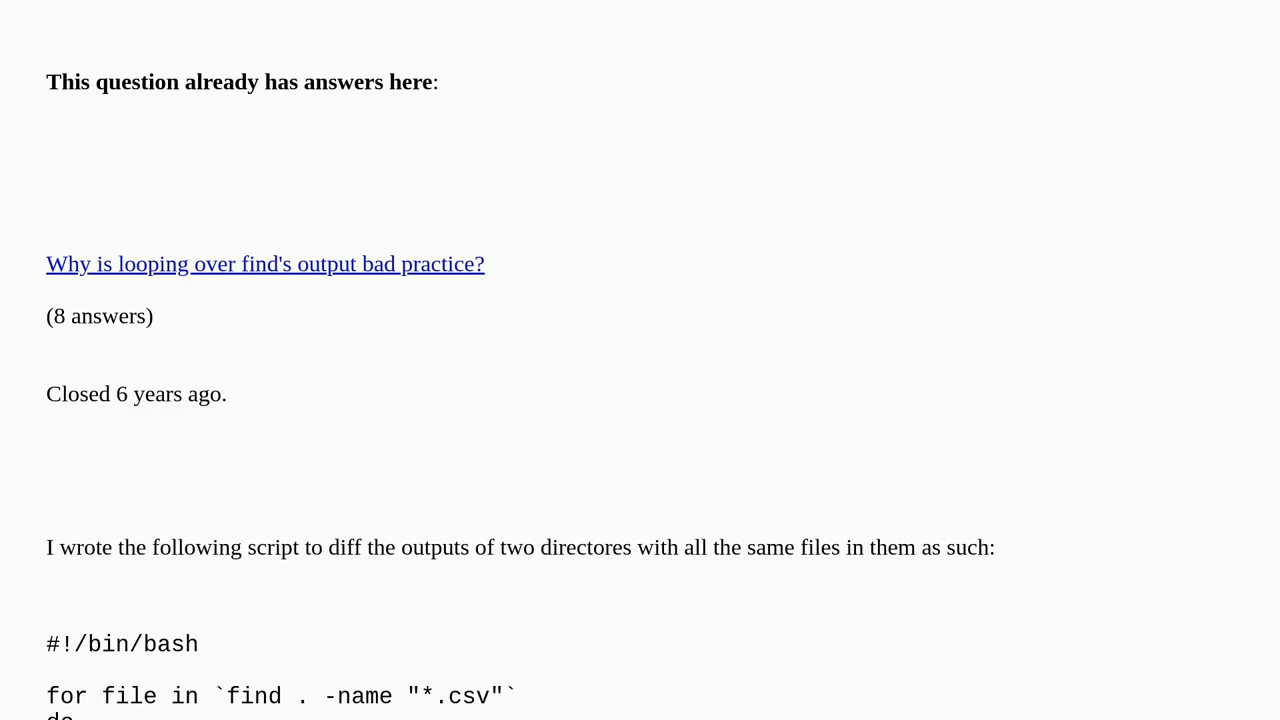 This question already has answers here:
Why is looping over find's output bad practice?
(8 answers)
Closed 6 years ago.
I wrote the following script to diff the outputs of two directores with all the same files in them as such:
#!/bin/bash
for file in `find . -name "*.csv"`
do